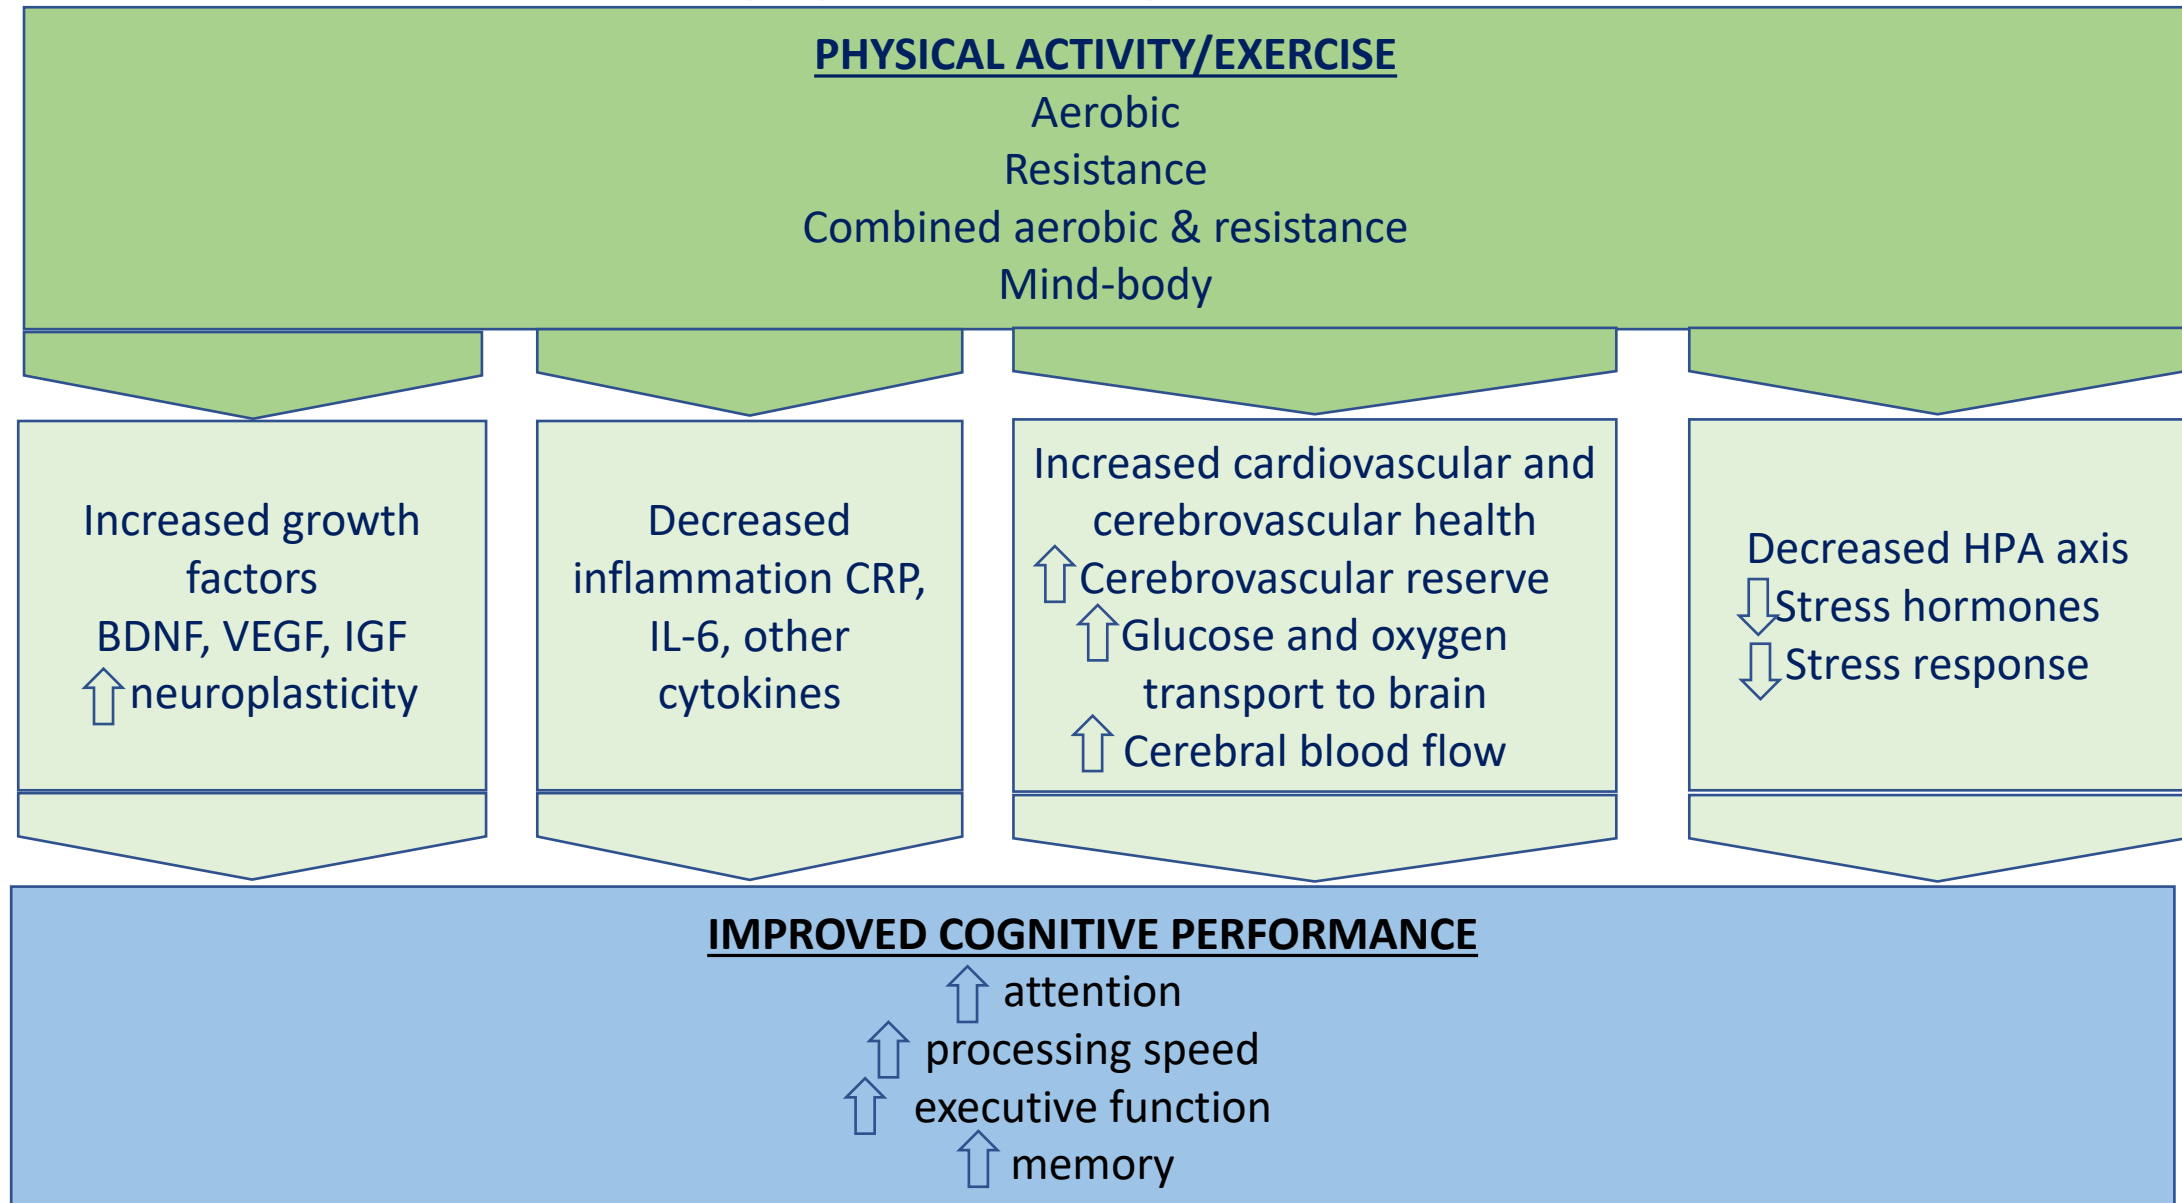 PHYSICAL ACTIVITY/EXERCISE
Aerobic
Resistance
Combined aerobic & resistance
Mind-body
Increased growth
factors
BDNF, VEGF, IGF
neuroplasticity
Decreased
inflammation CRP,
IL-6, other
cytokines
Increased cardiovascular and
cerebrovascular health
Cerebrovascular reserve
Glucose and oxygen
transport to brain
Cerebral blood flow
Decreased HPA axis
Stress hormones
Stress response
IMPROVED COGNITIVE PERFORMANCE
attention
processing speed
executive function
memory